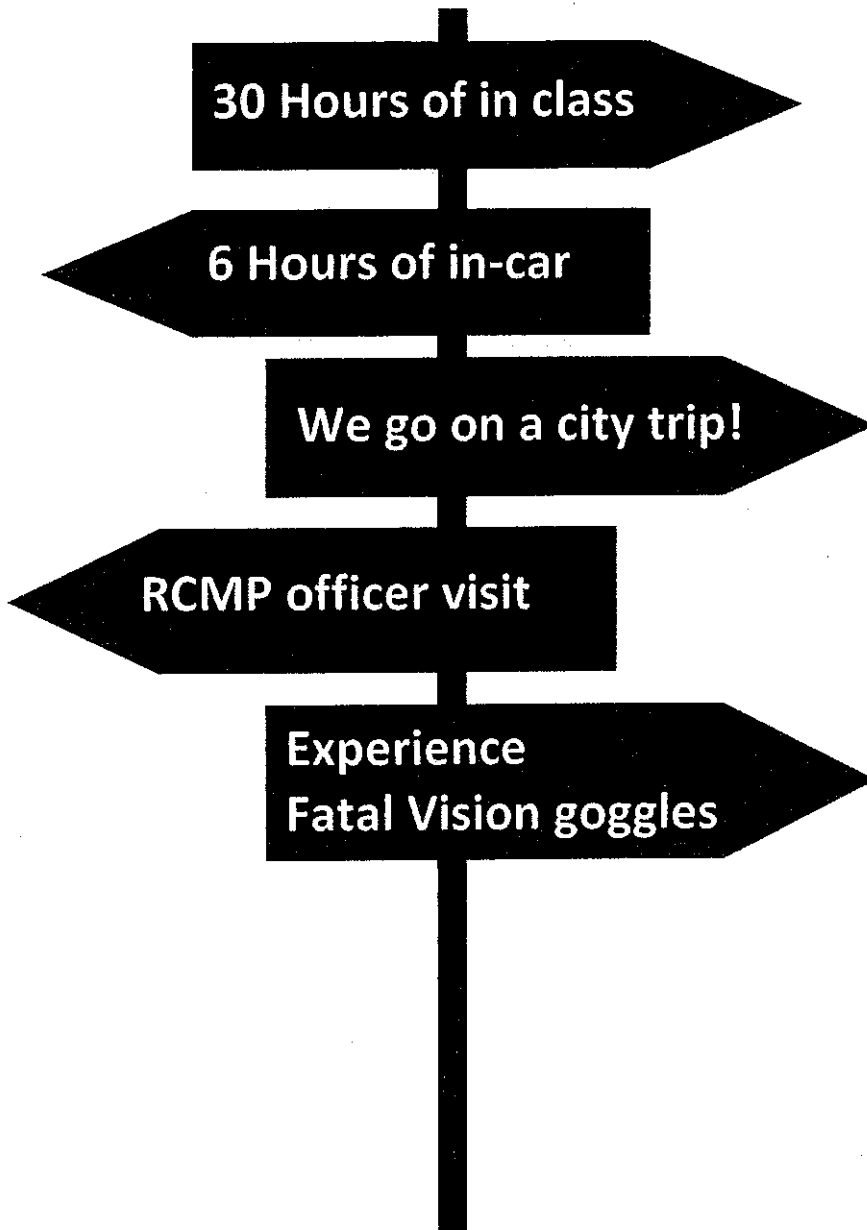 30 Hours of in class
6 Hours of in-car
We go on a city trip!
RCMP officer visit
Experience
Fatal Vision goggles